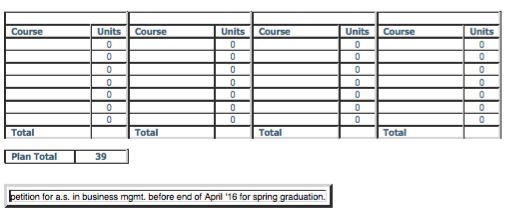 Course Units Course Units Course Units Course Units
0 0 0 0
0 0 0 0
0 0 0 0
0 0 0 0
0 0 0 0
0 0 0 0
0 0 0 0
Total Total Total Total
Plan Total 39
petition for a.s. in business mgmt. before end of April '16 for spring graduation.